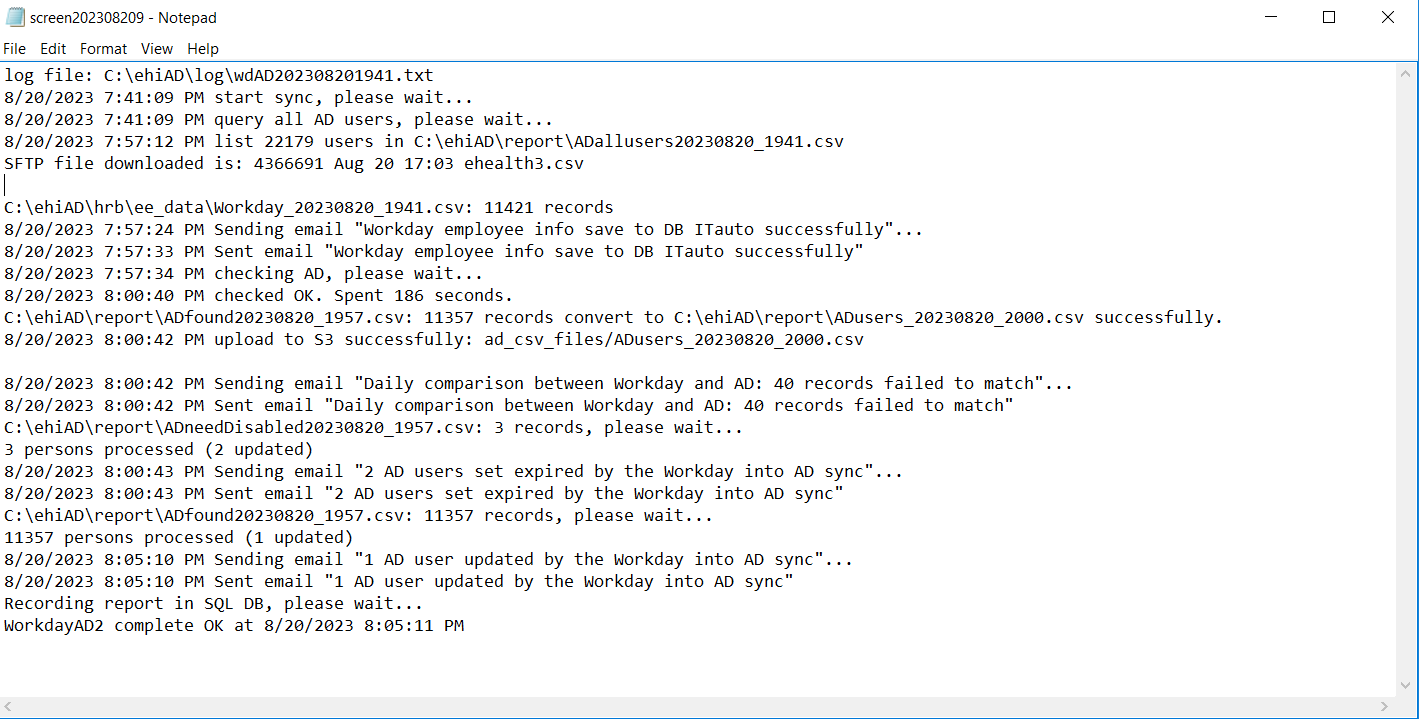 screen202308209 - Notepad
File Edit Format View Help
log file: C:\ehiAD\log\wdAD202308201941.txt
8/20/2023 7:41:09 PM start sync, please wait...
8/20/2023 7:41:09 PM query all AD users, please wait...
8/20/2023 7:57:12 PM list 22179 users in C:\ehiAD\report\ADallusers20230820_1941.csv
SFTP file downloaded is: 4366691 Aug 20 17:03 ehealth3.csv
C:\ehiAD\hrb\ee_data\Workday_20230820_1941.csv: 11421 records
8/20/2023 7:57:24 PM Sending email "Workday employee info save to DB ITauto successfully"...
8/20/2023 7:57:33 PM Sent email "Workday employee info save to DB ITauto successfully"
8/20/2023 7:57:34 PM checking AD, please wait...
8/20/2023 8:00:40 PM checked OK. Spent 186 seconds.
C:\ehiAD\report\ADfound20230820_1957.csv: 11357 records convert to C:\ehiAD\report\ADusers_20230820_2000.csv successfully.
8/20/2023 8:00:42 PM upload to S3 successfully: ad_csv_files/ADusers_20230820_2000.csv
8/20/2023 8:00:42 PM Sending email "Daily comparison between Workday and AD: 40 records failed to match"...
8/20/2023 8:00:42 PM Sent email "Daily comparison between Workday and AD: 40 records failed to match"
C:\ehiAD\report\ADneedDisabled20230820_1957.csv: 3 records, please wait...
3 persons processed (2 updated)
8/20/2023 8:00:43 PM Sending email "2 AD users set expired by the Workday into AD sync"...
8/20/2023 8:00:43 PM Sent email "2 AD users set expired by the Workday into AD sync"
C:\ehiAD\report\ADfound20230820_1957.csv: 11357 records, please wait...
11357 persons processed (1 updated)
8/20/2023 8:05:10 PM Sending email "1 AD user updated by the Workday into AD sync"...
8/20/2023 8:05:10 PM Sent email "1 AD user updated by the Workday into AD sync"
Recording report in SQL DB, please wait...
WorkdayAD2 complete OK at 8/20/2023 8:05:11 PM